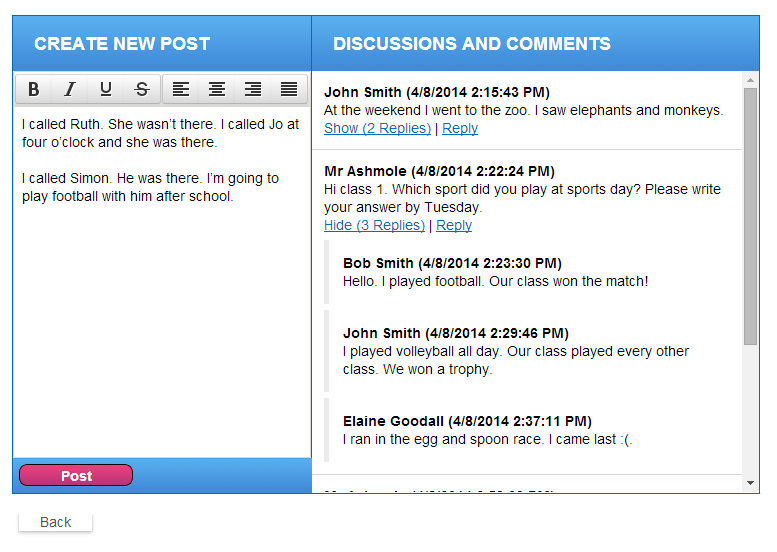 CREATE NEW POST
B I U S
I called Ruth. She wasn't there. I called Jo at
four o'clock and she was there.
I called Simon. He was there. I'm going to
play football with him after school.
Post
Back
DISCUSSIONS AND COMMENTS
John Smith (4/8/2014 2:15:43 PM)
At the weekend I went to the zoo. I saw elephants and monkeys.
Show (2 Replies) | Reply
Mr Ashmole (4/8/2014 2:22:24 PM)
Hi class 1. Which sport did you play at sports day? Please write
your answer by Tuesday.
Hide (3 Replies) | Reply
Bob Smith (4/8/2014 2:23:30 PM)
Hello. I played football. Our class won the match!
John Smith (4/8/2014 2:29:46 PM)
I played volleyball all day. Our class played every other
class. We won a trophy.
Elaine Goodall (4/8/2014 2:37:11 PM)
I ran in the egg and spoon race. I came last :(.